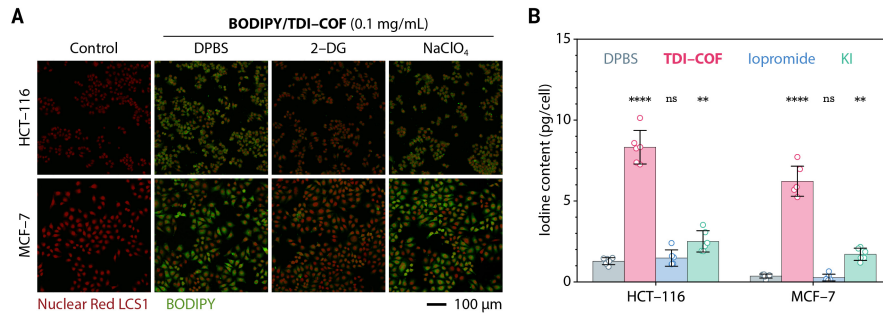 A
BODIPY/TDI–COF (0.1 mg/mL)
Control DPBS 2–DG NaClO4
HCT–116
MCF–7
Nuclear Red LCS1 BODIPY 100 μm
B
Iodine content (pg/cell)
15
10
5
0
DPBS TDI–COF Iopromide KI
**** ns ** **** ns **
HCT–116 MCF–7